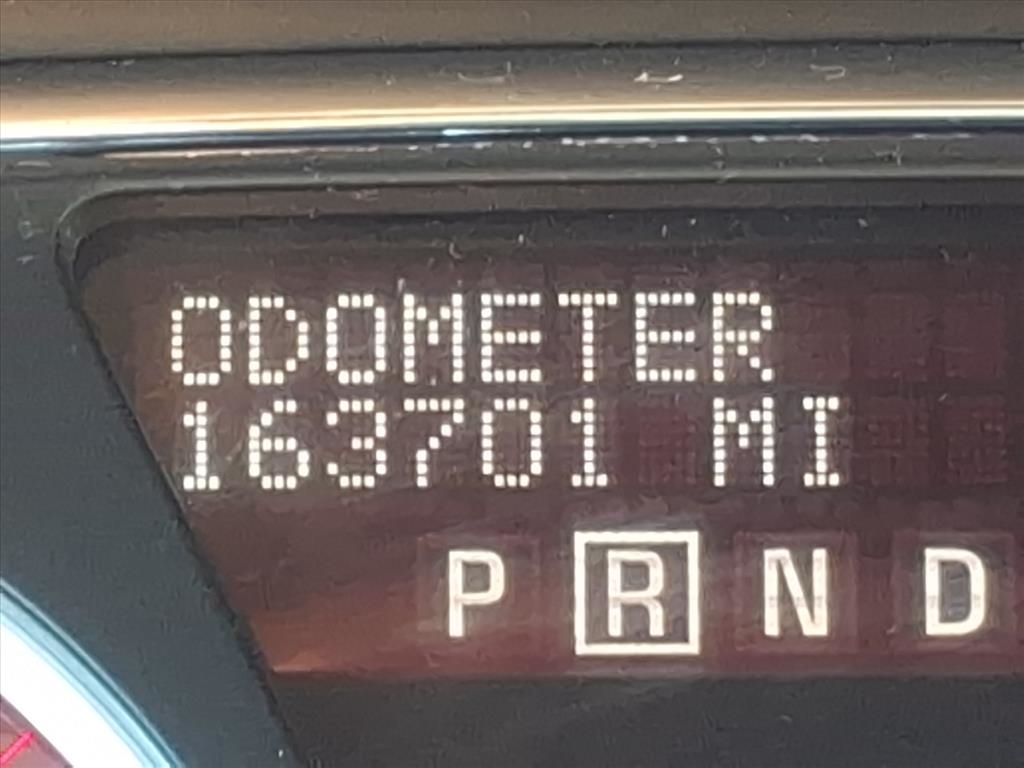 ODOMETER
163701 MI
P R N D